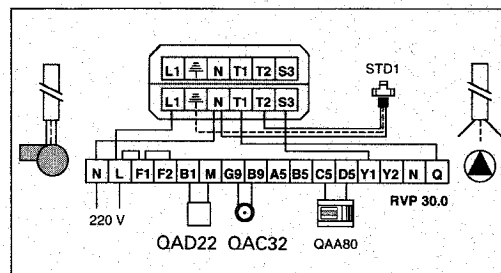 L1 N T1 T2 S3
STD1
L1 N T1 T2 S3
N L F1 F2 B1 M G9 B9 A5 B5 C5 D5 Y1 Y2 N Q
RVP 30.0
220 V
QAD22 QAC32 QAA80